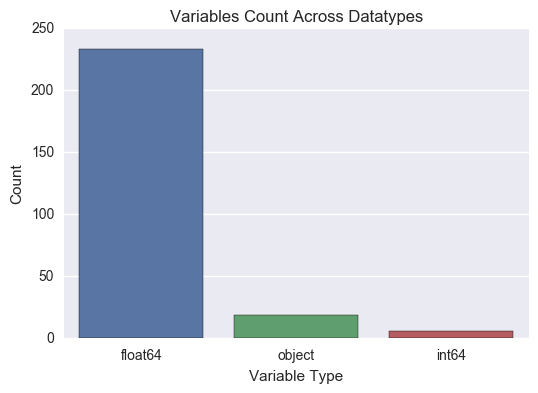 Variables Count Across Datatypes
250
200
150
100
50
0
Count
float64
object
int64
Variable Type